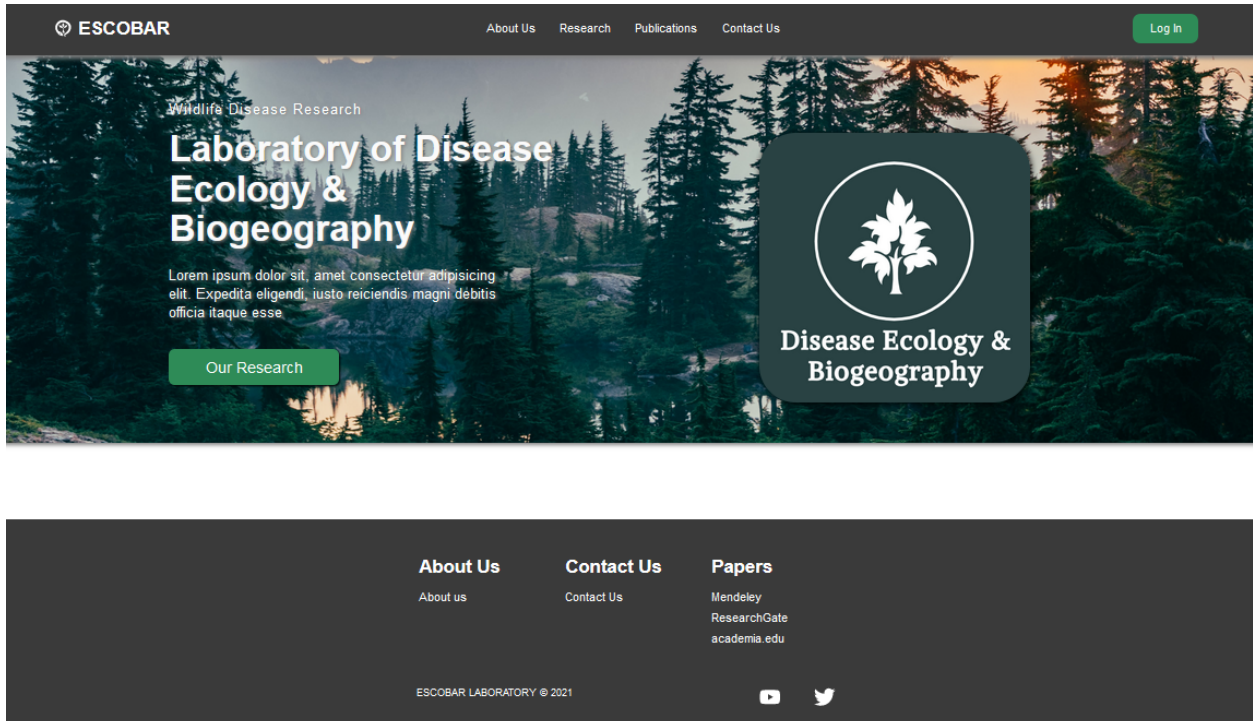 ESCOBAR
About Us Research Publications Contact Us
Log In
Wildlife Disease Research
Laboratory of Disease
Ecology &
Biogeography
Lorem ipsum dolor sit, amet consectetur adipisicing
elit. Expedita eligendi, iusto reiciendis magni debitis
officia itaque esse
Our Research
Disease Ecology &
Biogeography
About Us
About us
Contact Us
Contact Us
Papers
Mendeley
ResearchGate
academia.edu
ESCOBAR LABORATORY © 2021